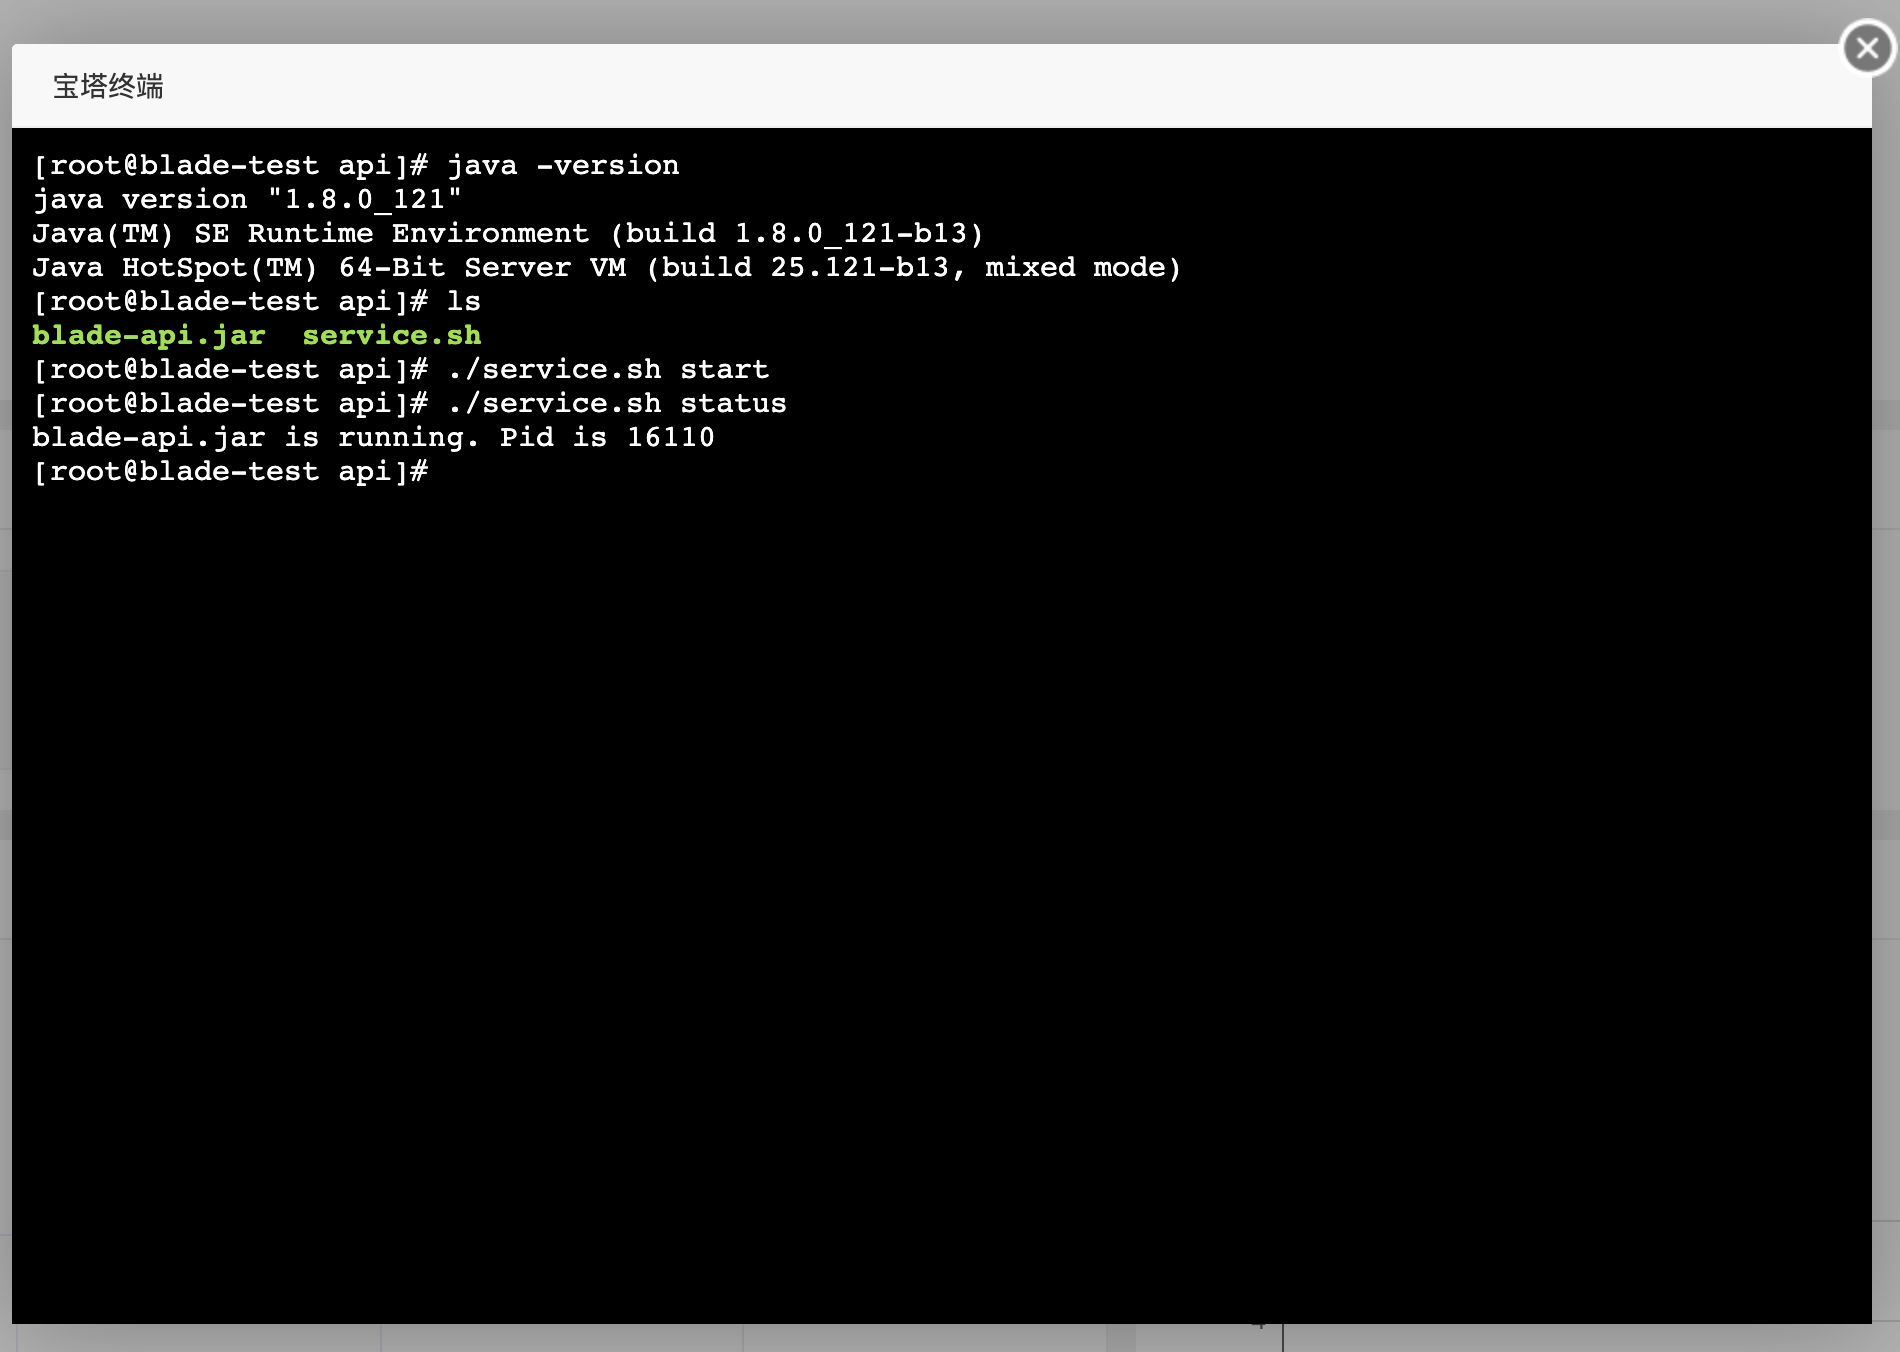 宝塔终端
[root@blade-test api]# java -version
java version "1.8.0_121"
Java(TM) SE Runtime Environment (build 1.8.0_121-b13)
Java HotSpot(TM) 64-Bit Server VM (build 25.121-b13, mixed mode)
[root@blade-test api]# ls
blade-api.jar  service.sh
[root@blade-test api]# ./service.sh start
[root@blade-test api]# ./service.sh status
blade-api.jar is running. Pid is 16110
[root@blade-test api]#